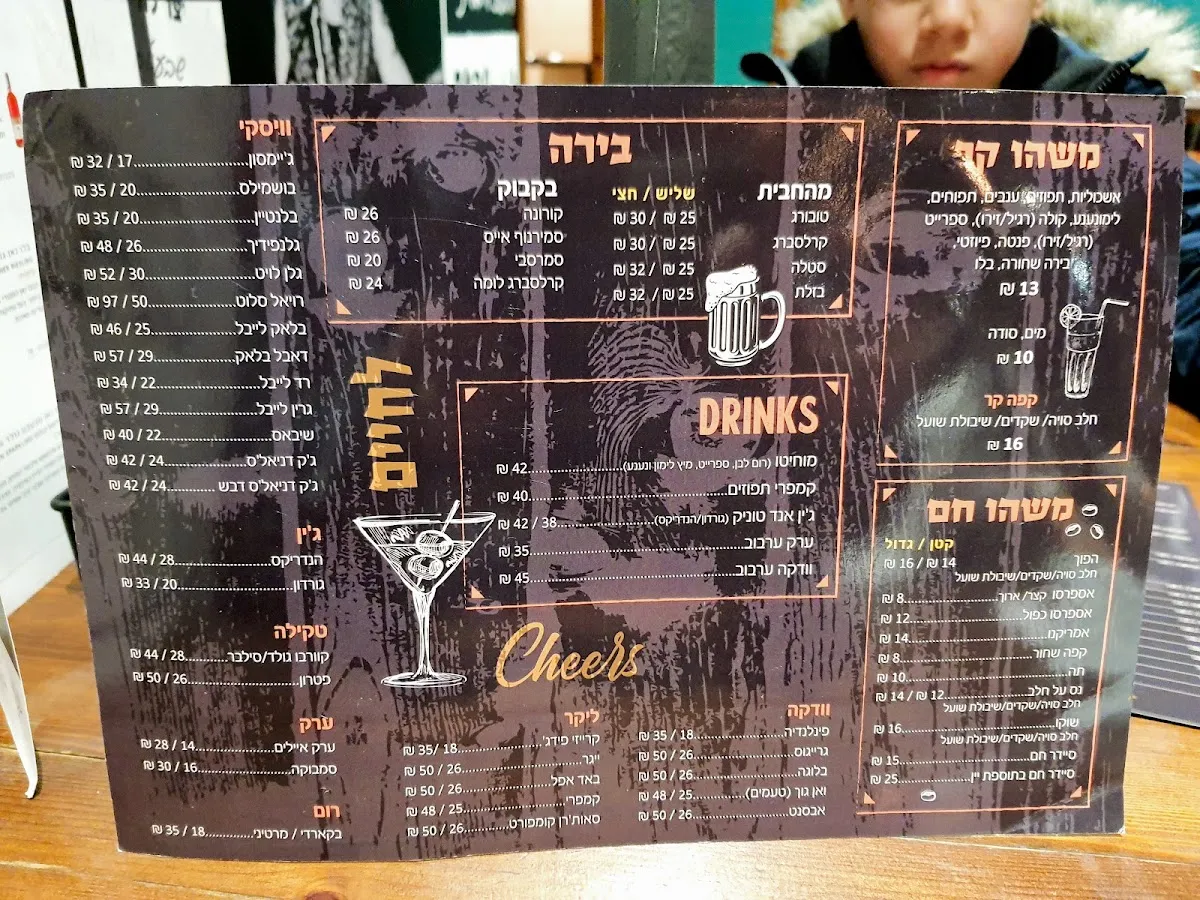 משהו קר
אשכוליות, תפוזים, ענבים, תפוחים,
לימונענע, קולה (רגיל/זירו), ספרייט
(רגיל/זירו), פנטה, פיוזטי,
בירה שחורה, בלו
13 ₪
מים, סודה
10 ₪
קפה קר
חלב סויה/ שקדים/ שיבולת שועל
16 ₪
משהו חם
קטן / גדול
הפוך 14 ₪ / 16 ₪
חלב סויה/שקדים/שיבולת שועל
אספרסו קצר/ ארוך 8 ₪
אספרסו כפול 12 ₪
אמריקנו 14 ₪
קפה שחור 8 ₪
תה 10 ₪
נס על חלב 12 ₪ / 14 ₪
חלב סויה/שקדים/שיבולת שועל
שוקו 16 ₪
חלב סויה/שקדים/שיבולת שועל
סיידר חם 15 ₪
סיידר חם בתוספת יין 25 ₪
בירה
מהחבית שליש / חצי
טובורג 25 ₪ / 30 ₪
קרלסברג 25 ₪ / 30 ₪
סטלה 25 ₪ / 32 ₪
בזלת 25 ₪ / 32 ₪
בקבוק
קורונה 26 ₪
סמירנוף אייס 26 ₪
סמרסבי 20 ₪
קרלסברג לומה 24 ₪
DRINKS
מוחיטו (רום לבן, ספרייט, מיץ לימון ונענע) 42 ₪
קמפרי תפוזים 40 ₪
ג'ין אנד טוניק (גורדון/הנדריקס) 38 / 42 ₪
ערק ערבוב 35 ₪
וודקה ערבוב 45 ₪
לחיים
Cheers
וודקה
פינלנדיה 18 / 35 ₪
גרייגוס 26 / 50 ₪
בלוגה 26 / 50 ₪
ואן גוך (טעמים) 25 / 48 ₪
אבסנט 26 / 50 ₪
ליקר
קרייזי פידג' 18 / 35 ₪
ייגר 26 / 50 ₪
באד אפל 26 / 50 ₪
קמפרי 25 / 48 ₪
סאות'רן קומפורט 26 / 50 ₪
וויסקי
ג'יימסון 17 / 32 ₪
בושמילס 20 / 35 ₪
בלנטיין 20 / 35 ₪
גלנפידיך 26 / 48 ₪
גלן לויט 30 / 52 ₪
רויאל סלוט 50 / 97 ₪
בלאק לייבל 25 / 46 ₪
דאבל בלאק 29 / 57 ₪
רד לייבל 22 / 34 ₪
גרין לייבל 29 / 57 ₪
שיבאס 22 / 40 ₪
ג'ק דניאל'ס 24 / 42 ₪
ג'ק דניאל'ס דבש 24 / 42 ₪
ג'ין
הנדריקס 28 / 44 ₪
גורדון 20 / 33 ₪
טקילה
קוורבו גולד/סילבר 28 / 44 ₪
פטרון 26 / 50 ₪
ערק
ערק איילים 14 / 28 ₪
סמבוקה 16 / 30 ₪
רום
בקארדי / מרטיני 18 / 35 ₪